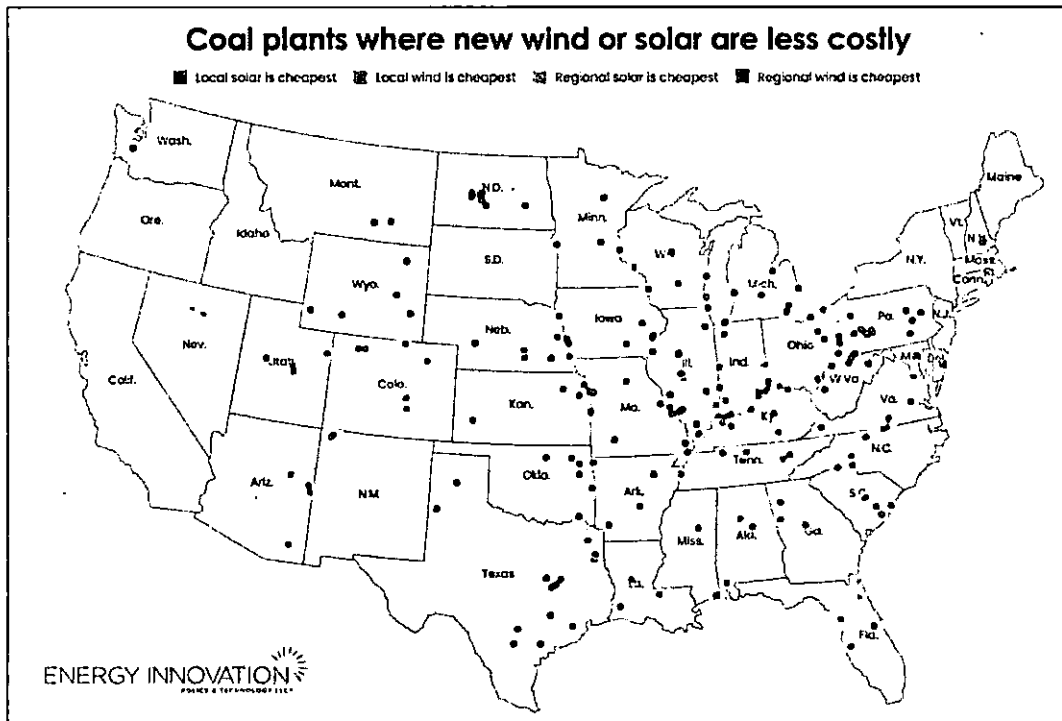 Coal plants where new wind or solar are less costly
Local solar is cheapest Local wind is cheapest Regional solar is cheapest Regional wind is cheapest
Wash.
Maine
Mont.
N.D.
Minn.
Vt.
Ore.
Idaho
N.H.
S.D.
N.Y.
Mass.
Wyo.
Mich.
Conn.
Neb.
Iowa
Pa.
N.J.
Nev.
Ohio
Utah
Ind.
Ill.
Calif.
Colo.
W.Va
Kan.
Mo.
Va.
Ky.
N.C.
Tenn.
Okla.
Ariz.
N.M.
Ark.
S.C.
Miss.
Ala.
Ga.
Texas
La.
Fla.
ENERGY INNOVATION
POLICY & TECHNOLOGY LLC